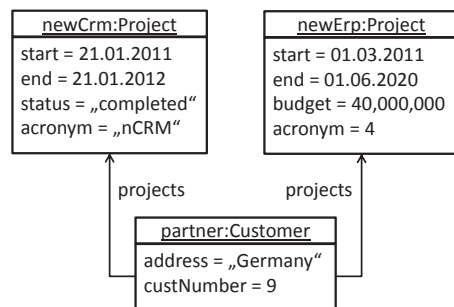 newCrm:Project
start = 21.01.2011
end = 21.01.2012
status = „completed“
acronym = „nCRM“
newErp:Project
start = 01.03.2011
end = 01.06.2020
budget = 40,000,000
acronym = 4
projects
projects
partner:Customer
address = „Germany“
custNumber = 9